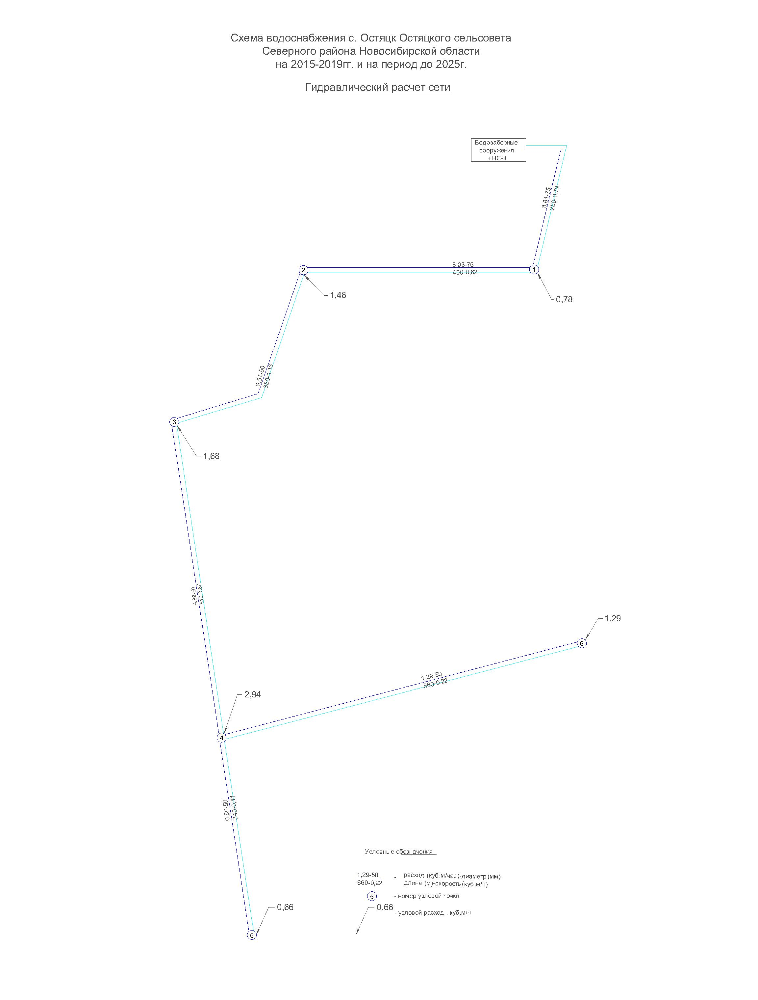 Схема водоснабжения с. Остяцк Остяцкого сельсовета
Северного района Новосибирской области
на 2015-2019гг. и на период до 2025г.
Гидравлический расчет сети
Водозаборные
сооружения
+НС-II
8,81-75
250-0,79
8,03-75
400-0,62
2
1
1,46
0,78
6,57-50
350-1,13
3
1,68
4,89-50
510-0,85
1,29
6
1,29-50
660-0,22
2,94
4
0,66-50
340-0,11
Условные обозначения
1,29-50 - расход (куб.м/час)-диаметр(мм)
660-0,22 длина (м)-скорость(куб.м/ч)
5 - номер узловой точки
0,66 - узловой расход , куб.м/ч
0,66
5